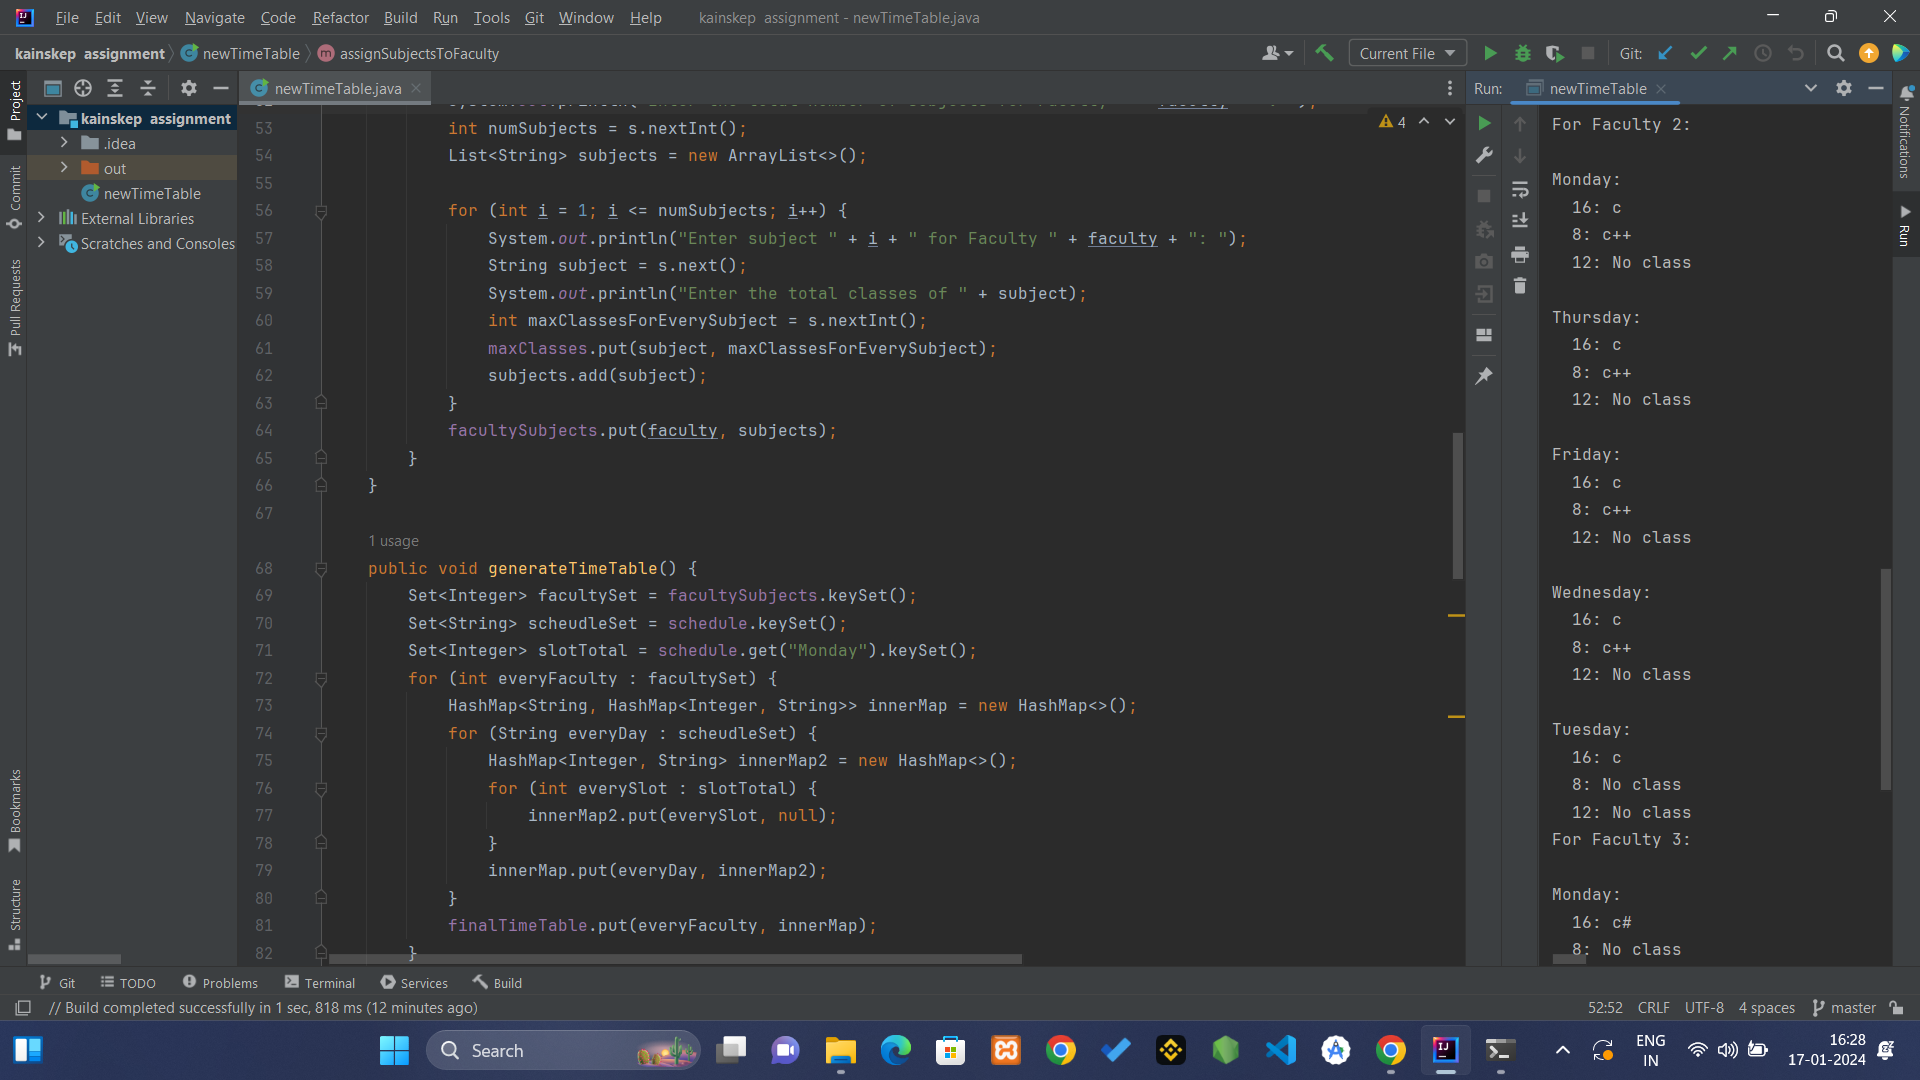 File Edit View Navigate Code Refactor Build Run Tools Git Window Help kainskep assignment - newTimeTable.java
kainskep assignment newTimeTable assignSubjectsToFaculty Current File Git:
Project
Commit
Pull Requests
Bookmarks
Structure
kainskep assignment
.idea
out
newTimeTable
External Libraries
Scratches and Consoles
newTimeTable.java
4
53 int numSubjects = s.nextInt();
54 List<String> subjects = new ArrayList<>();
55
56 for (int i = 1; i <= numSubjects; i++) {
57 System.out.println("Enter subject " + i + " for Faculty " + faculty + ": ");
58 String subject = s.next();
59 System.out.println("Enter the total classes of " + subject);
60 int maxClassesForEverySubject = s.nextInt();
61 maxClasses.put(subject, maxClassesForEverySubject);
62 subjects.add(subject);
63 }
64 facultySubjects.put(faculty, subjects);
65 }
66 }
67
1 usage
68 public void generateTimeTable() {
69 Set<Integer> facultySet = facultySubjects.keySet();
70 Set<String> scheudleSet = schedule.keySet();
71 Set<Integer> slotTotal = schedule.get("Monday").keySet();
72 for (int everyFaculty : facultySet) {
73 HashMap<String, HashMap<Integer, String>> innerMap = new HashMap<>();
74 for (String everyDay : scheudleSet) {
75 HashMap<Integer, String> innerMap2 = new HashMap<>();
76 for (int everySlot : slotTotal) {
77 innerMap2.put(everySlot, null);
78 }
79 innerMap.put(everyDay, innerMap2);
80 }
81 finalTimeTable.put(everyFaculty, innerMap);
82 }
Run: newTimeTable
For Faculty 2:
Monday:
16: c
8: c++
12: No class
Thursday:
16: c
8: c++
12: No class
Friday:
16: c
8: c++
12: No class
Wednesday:
16: c
8: c++
12: No class
Tuesday:
16: c
8: No class
12: No class
For Faculty 3:
Monday:
16: c#
8: No class
Notifications
Run
Git TODO Problems Terminal Services Build
// Build completed successfully in 1 sec, 818 ms (12 minutes ago) 52:52 CRLF UTF-8 4 spaces master
Search
ENG
IN
16:28
17-01-2024